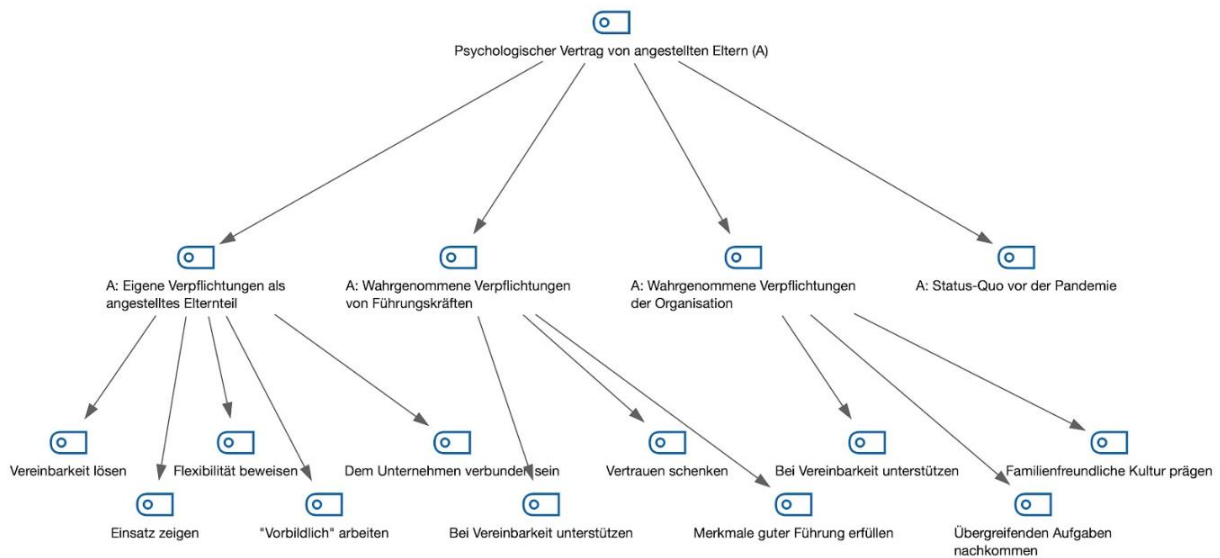 Psychologischer Vertrag von angestellten Eltern (A)
A: Eigene Verpflichtungen als
angestelltes Elternteil
A: Wahrgenommene Verpflichtungen
von Führungskräften
A: Wahrgenommene Verpflichtungen
der Organisation
A: Status-Quo vor der Pandemie
Vereinbarkeit lösen
Flexibilität beweisen
Dem Unternehmen verbunden sein
Vertrauen schenken
Bei Vereinbarkeit unterstützen
Familienfreundliche Kultur prägen
Einsatz zeigen
"Vorbildlich" arbeiten
Bei Vereinbarkeit unterstützen
Merkmale guter Führung erfüllen
Übergreifenden Aufgaben
nachkommen